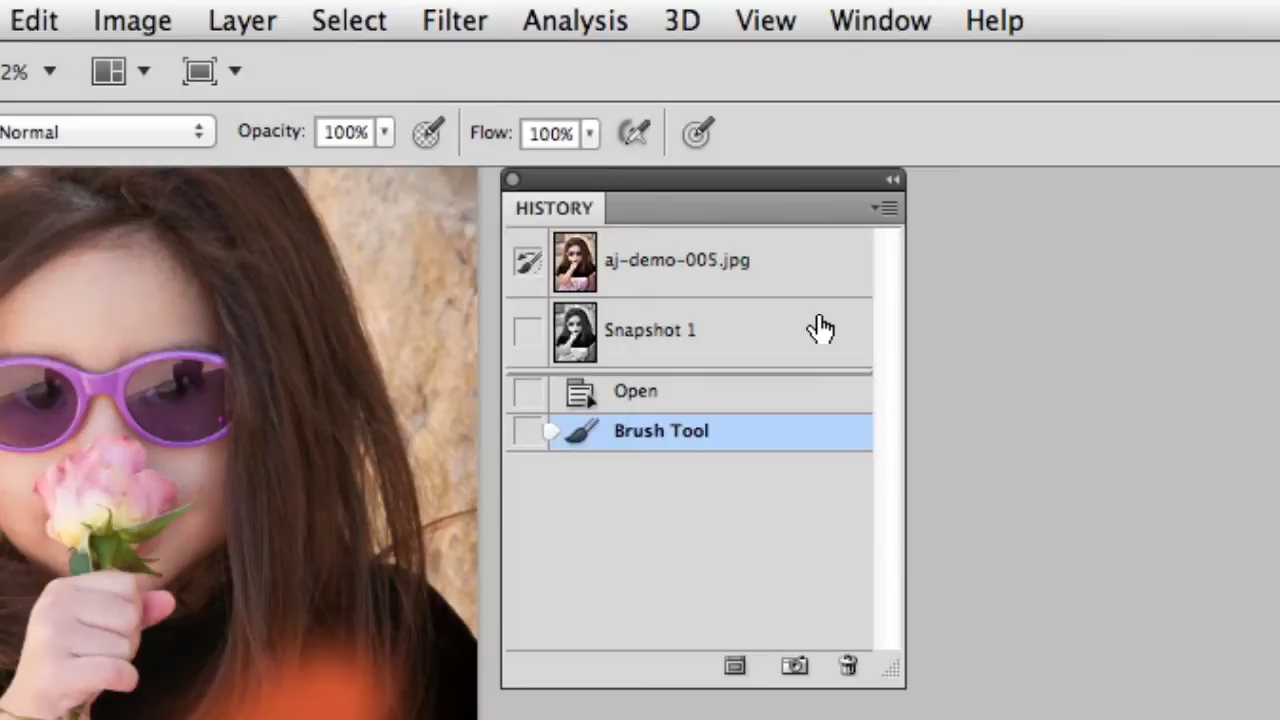 Edit Image Layer Select Filter Analysis 3D View Window Help
2%
Normal Opacity: 100% Flow: 100%
HISTORY
aj-demo-005.jpg
Snapshot 1
Open
Brush Tool